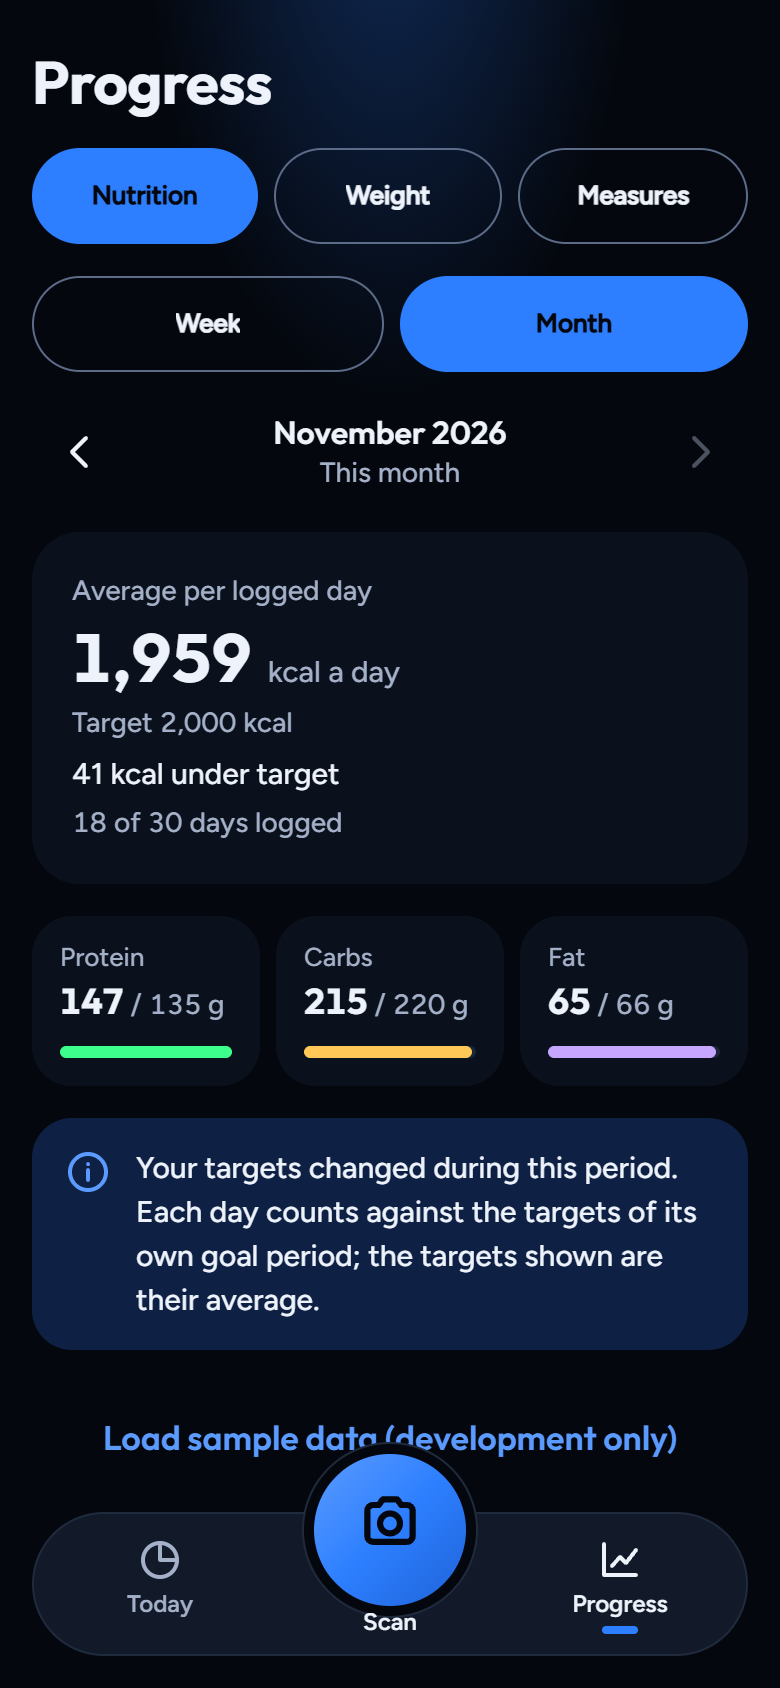 Progress
Nutrition
Weight
Measures
Week
Month
November 2026
This month
Average per logged day
1,959 kcal a day
Target 2,000 kcal
41 kcal under target
18 of 30 days logged
Protein
147 / 135 g
Carbs
215 / 220 g
Fat
65 / 66 g
Your targets changed during this period.
Each day counts against the targets of its
own goal period; the targets shown are
their average.
Load sample data (development only)
Today
Scan
Progress